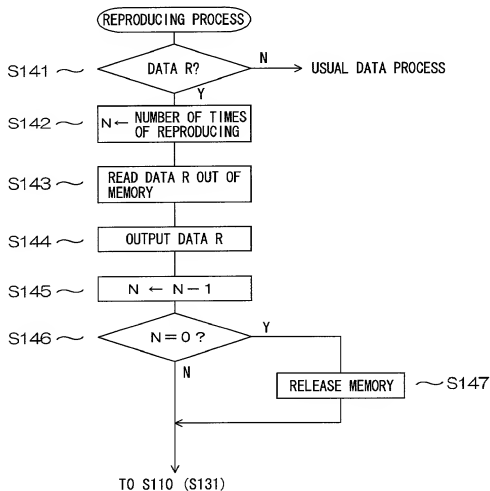 REPRODUCING PROCESS
S141
DATA R?
N
USUAL DATA PROCESS
Y
S142
N← NUMBER OF TIMES
OF REPRODUCING
S143
READ DATA R OUT OF
MEMORY
S144
OUTPUT DATA R
S145
N ← N−1
S146
N=0?
Y
N
RELEASE MEMORY
S147
TO S110 (S131)